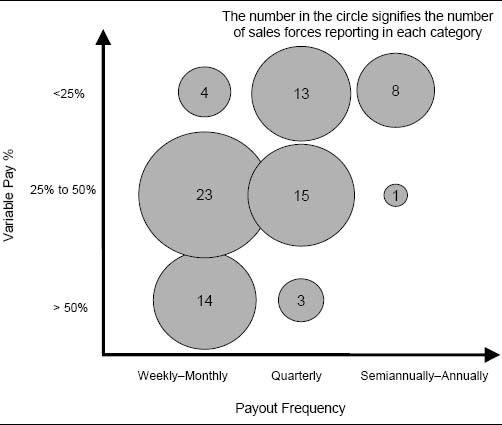 The number in the circle signifies the number
of sales forces reporting in each category
<25%
4
13
8
25% to 50%
23
15
1
> 50%
14
3
Variable Pay %
Weekly–Monthly
Quarterly
Semiannually–Annually
Payout Frequency